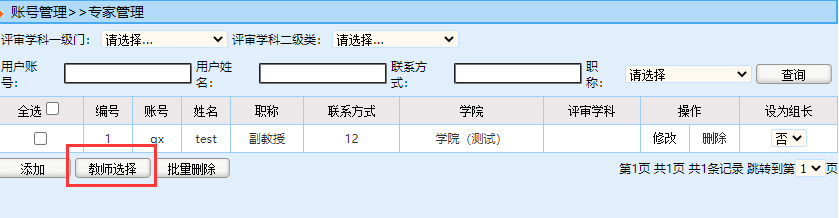 账号管理>>专家管理
评审学科一级门： 请选择... 评审学科二级类： 请选择...
用户账号： 用户姓名： 联系方式： 职称： 请选择 查询
全选 编号 账号 姓名 职称 联系方式 学院 评审学科 操作 设为组长
1 gx test 副教授 12 学院（测试） 修改 删除 否
添加 教师选择 批量删除 第1页 共1页 共1条记录 跳转到第 1 页